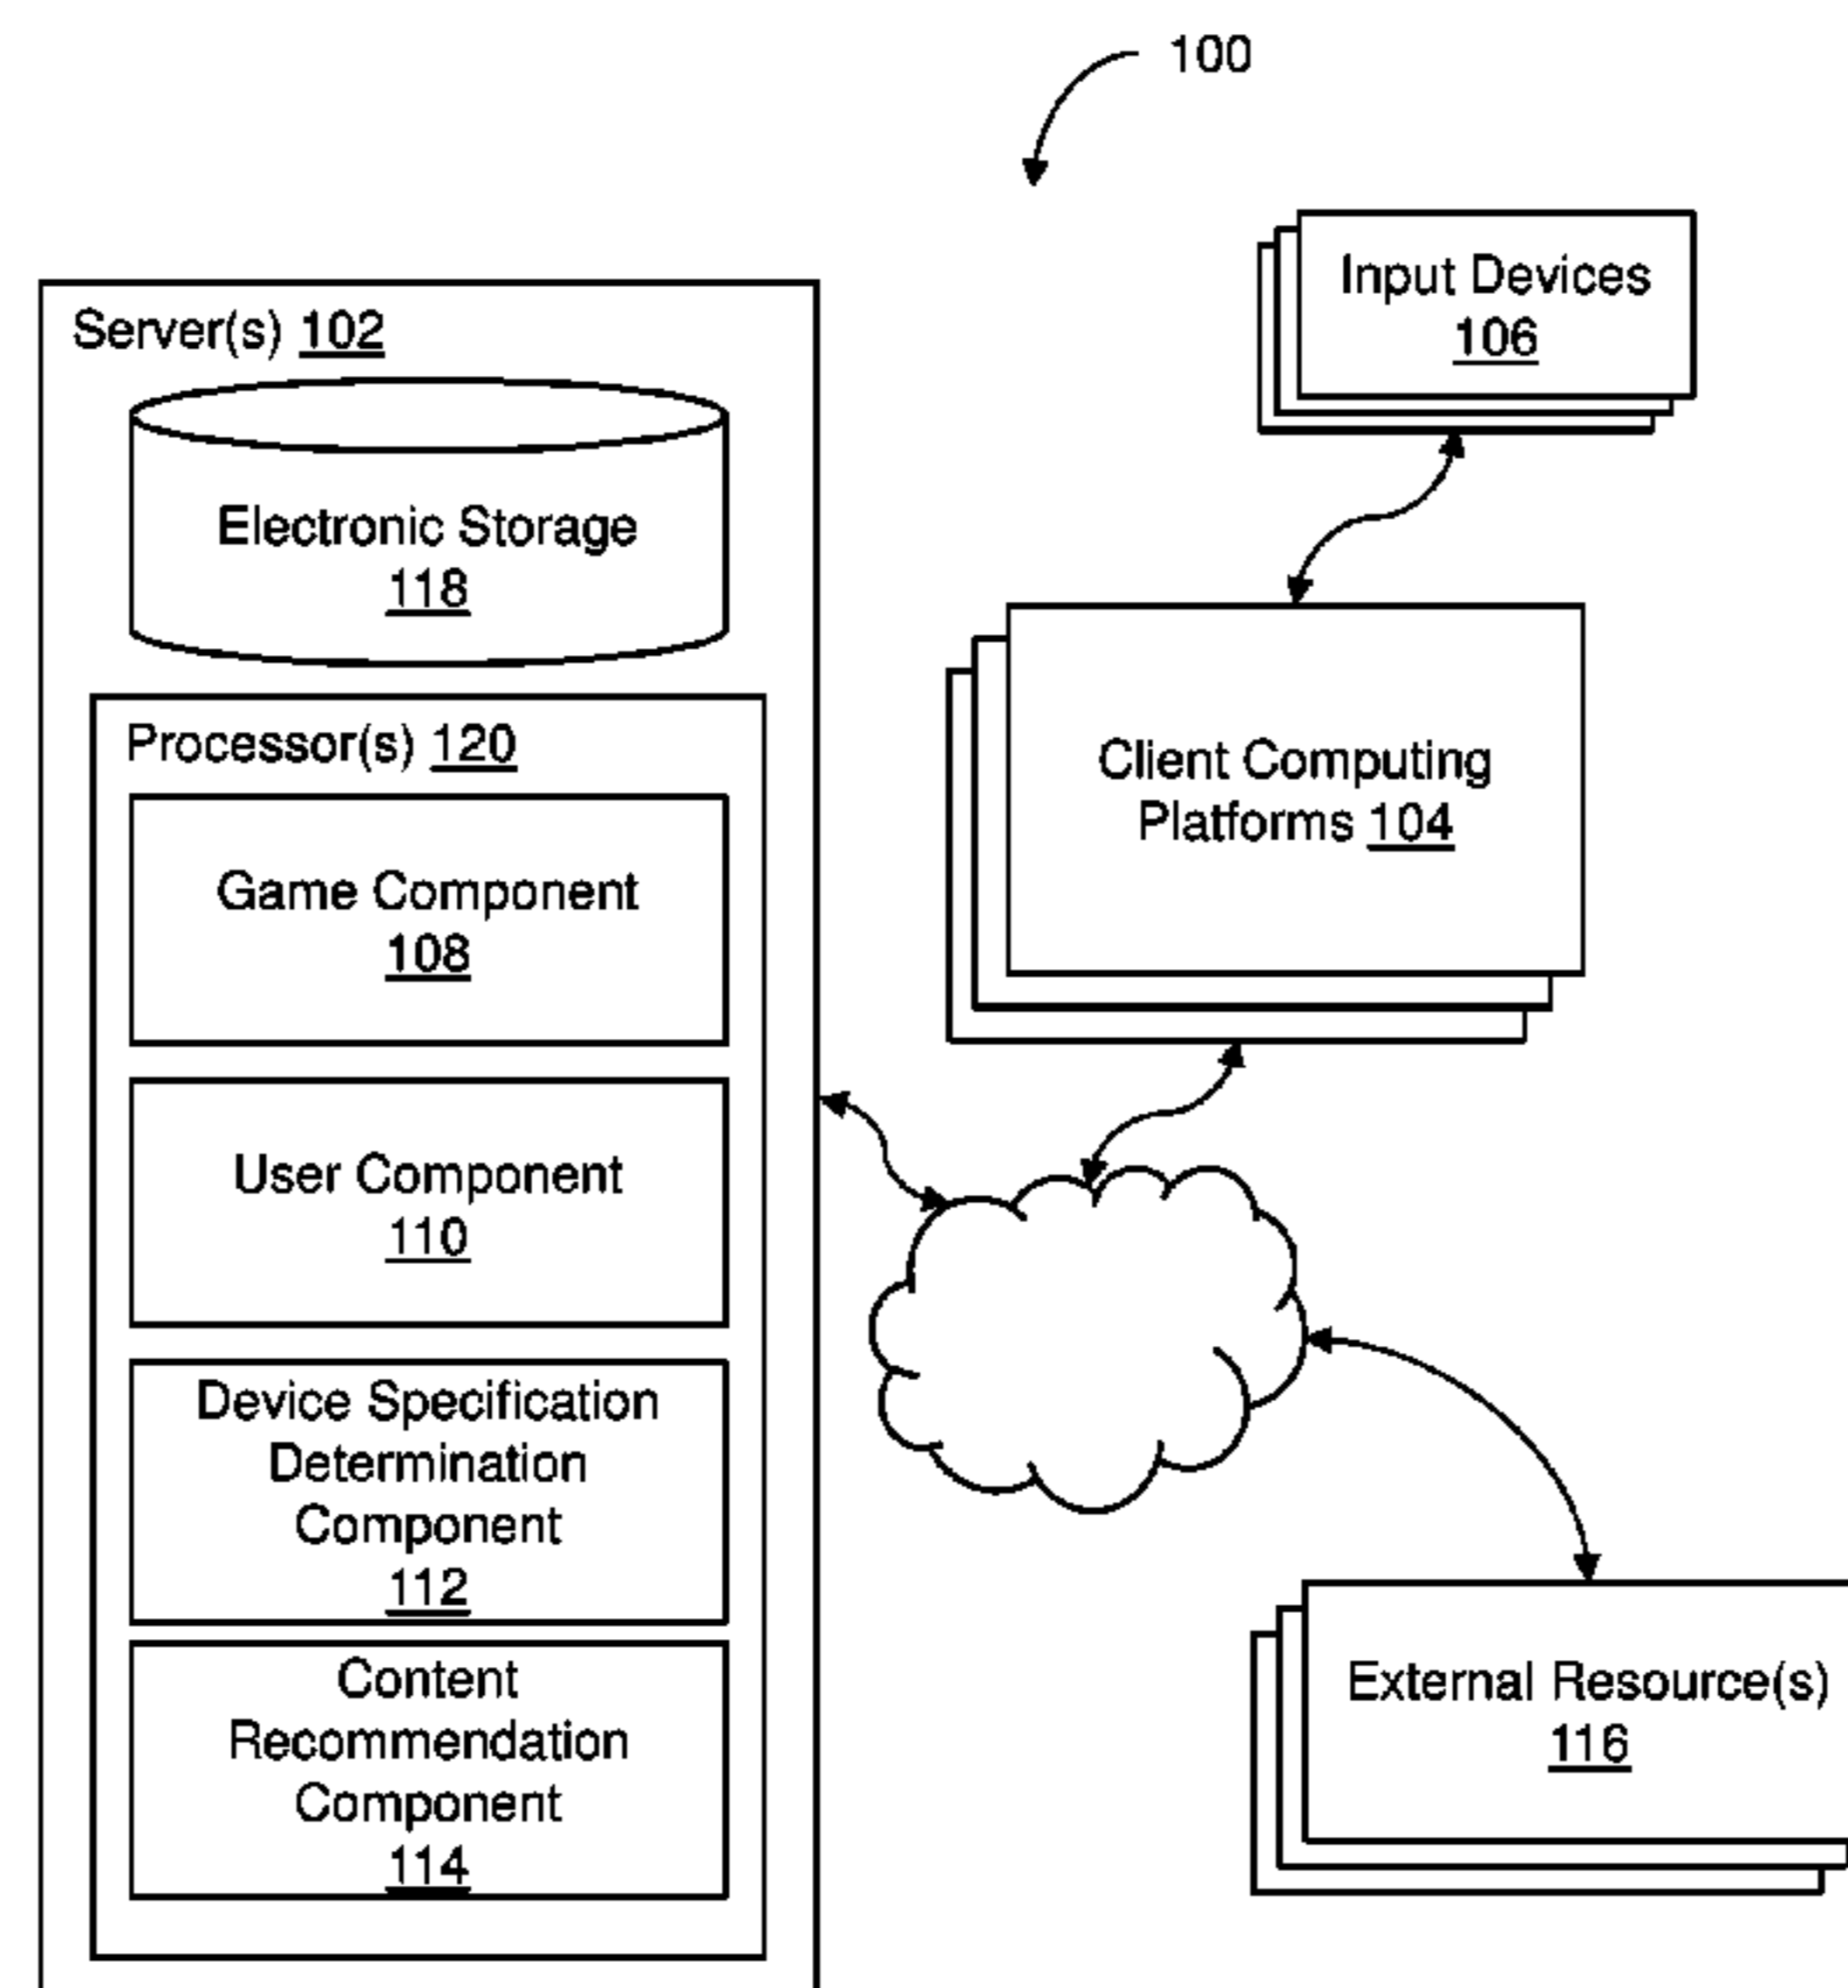 100
Server(s) 102
Electronic Storage
118
Processor(s) 120
Game Component
108
User Component
110
Device Specification
Determination
Component
112
Content
Recommendation
Component
114
Input Devices
106
Client Computing
Platforms 104
External Resource(s)
116